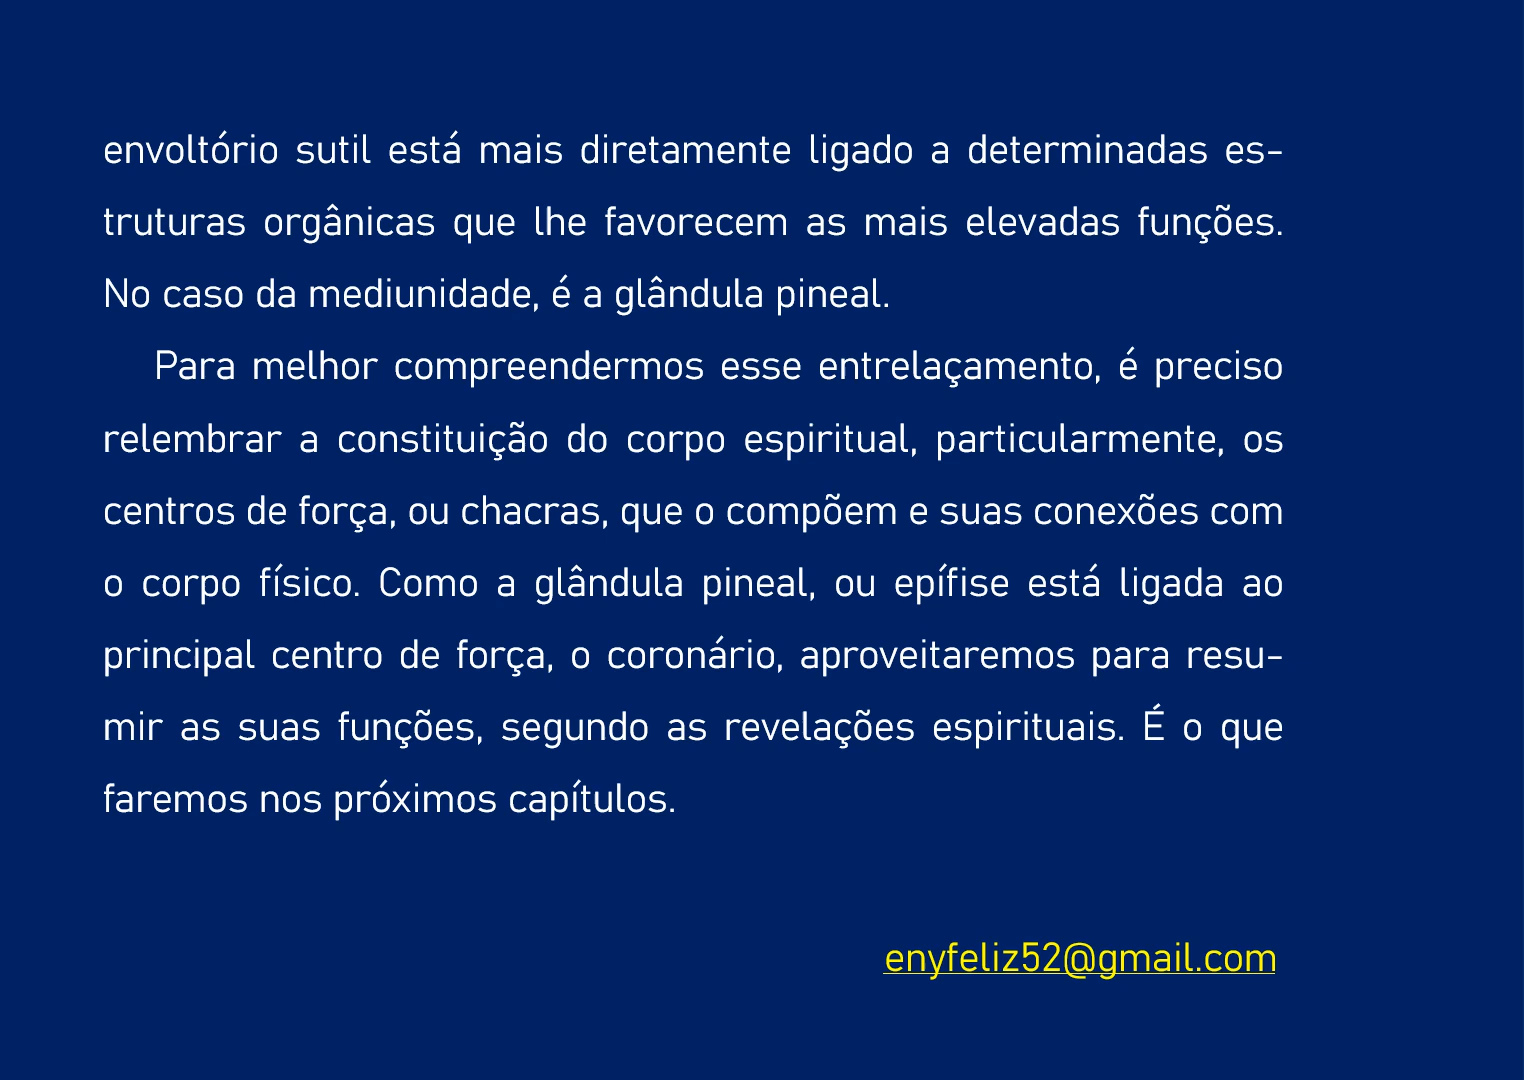 envoltório sutil está mais diretamente ligado a determinadas es-
truturas orgânicas que lhe favorecem as mais elevadas funções.
No caso da mediunidade, é a glândula pineal.
Para melhor compreendermos esse entrelaçamento, é preciso
relembrar a constituição do corpo espiritual, particularmente, os
centros de força, ou chacras, que o compõem e suas conexões com
o corpo físico. Como a glândula pineal, ou epífise está ligada ao
principal centro de força, o coronário, aproveitaremos para resu-
mir as suas funções, segundo as revelações espirituais. É o que
faremos nos próximos capítulos.
enyfeliz52@gmail.com